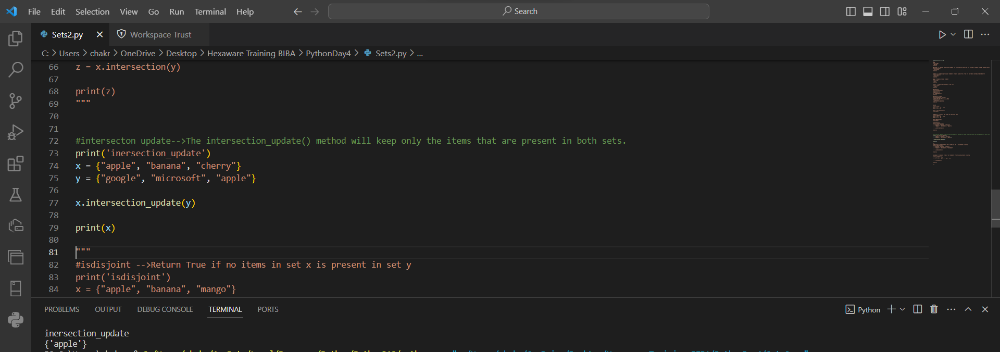 File Edit Selection View Go Run Terminal Help Search
Sets2.py Workspace Trust
C: > Users > chakr > OneDrive > Desktop > Hexaware Training BIBA > PythonDay4 > Sets2.py > ...
66 z = x.intersection(y)
67
68 print(z)
69 """
70
71
72 #intersecton update-->The intersection_update() method will keep only the items that are present in both sets.
73 print('inersection_update')
74 x = {"apple", "banana", "cherry"}
75 y = {"google", "microsoft", "apple"}
76
77 x.intersection_update(y)
78
79 print(x)
80
81 """
82 #isdisjoint -->Return True if no items in set x is present in set y
83 print('isdisjoint')
84 x = {"apple", "banana", "mango"}
PROBLEMS OUTPUT DEBUG CONSOLE TERMINAL PORTS Python
inersection_update
{'apple'}